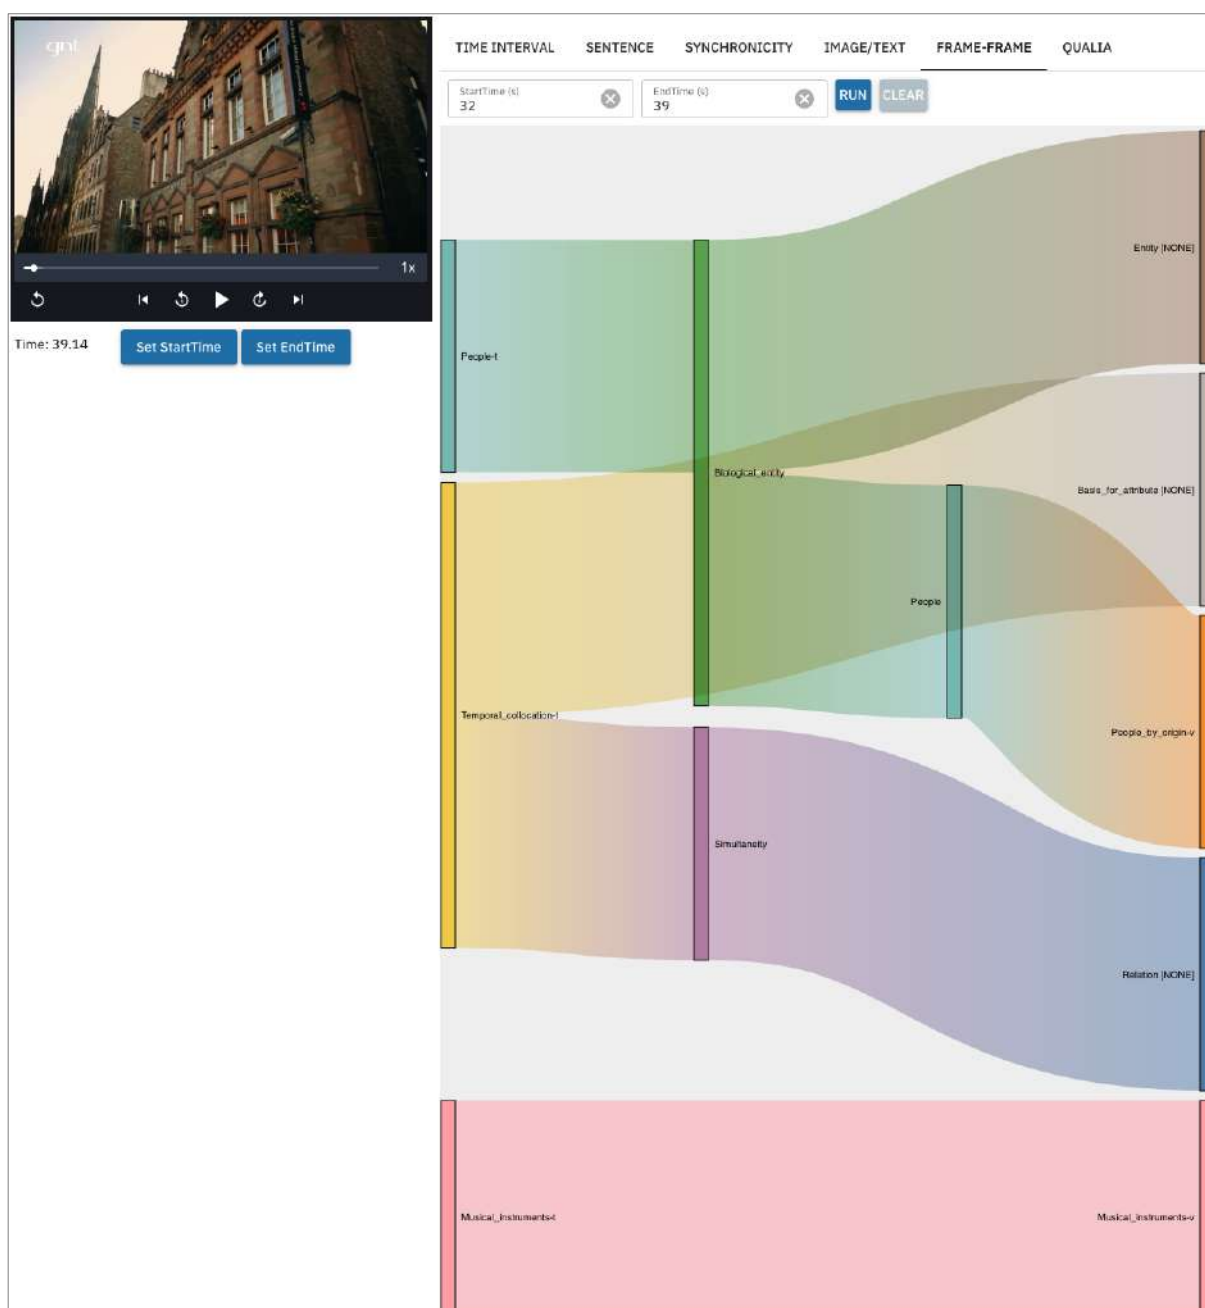 gnt
TIME INTERVAL SENTENCE SYNCHRONICITY IMAGE/TEXT FRAME-FRAME QUALIA
StartTime (s)
32
EndTime (s)
39
RUN CLEAR
1x
Time: 39.14 Set StartTime Set EndTime
Entity [NONE]
People-t
Biological_entity
Basis_for_attribute [NONE]
People
Temporal_collocation-t
People_by_origin-v
Simultaneity
Relation [NONE]
Musical_instruments-t
Musical_instruments-v